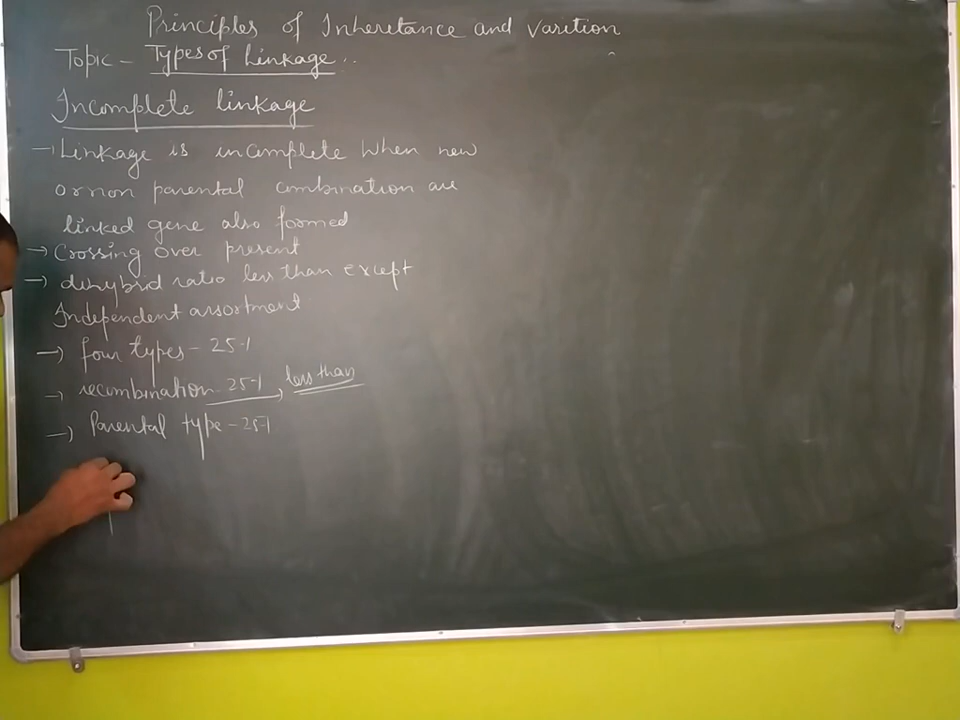 Principles of Inheretance and varition
Topic - Types of Linkage ..
Incomplete linkage
→ Linkage is incomplete when new
or non parental combination are
linked gene also formed
→ Crossing over present
→ dihybrid ratio less than except
Independent assortment
→ four types - 25%
→ recombination 25% less than
→ Parental type - 25%